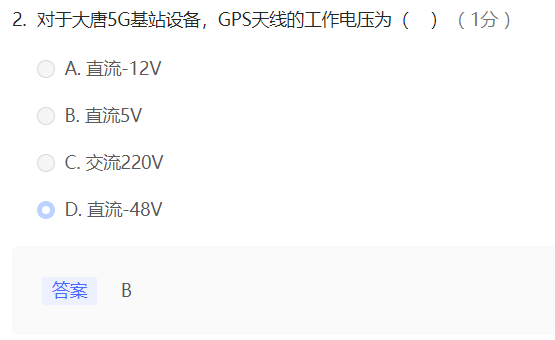 2. 对于大唐5G基站设备，GPS天线的工作电压为（　）（1分）
A. 直流-12V
B. 直流5V
C. 交流220V
D. 直流-48V
答案 B